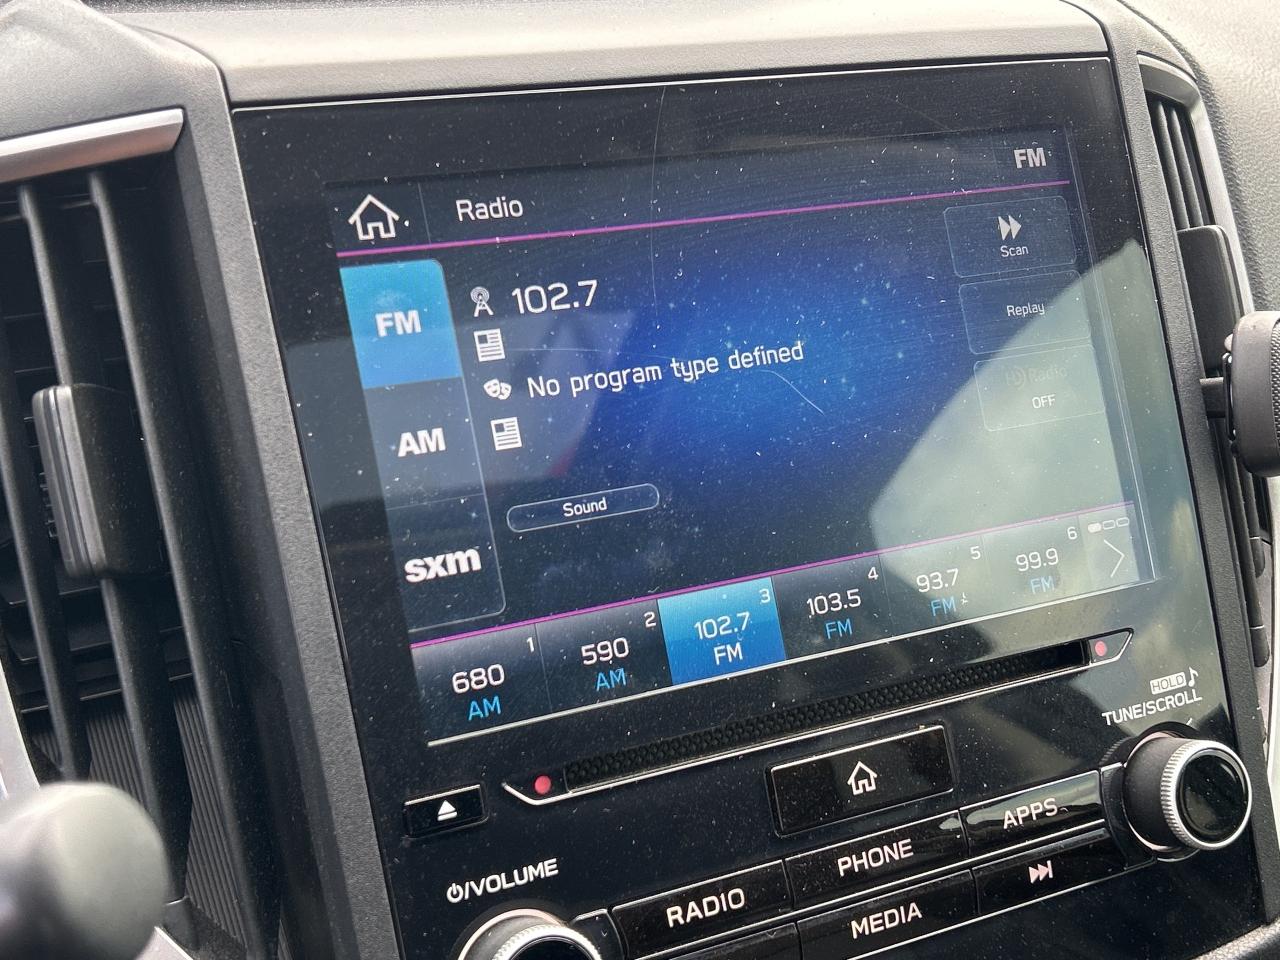 FM
Radio
FM
Scan
102.7
Replay
No program type defined
HD Radio
OFF
AM
Sound
sxm
680 1
AM
590 2
AM
102.7 3
FM
103.5 4
FM
93.7 5
FM
99.9 6
FM
HOLD
TUNE/SCROLL
APPS
PHONE
/VOLUME
RADIO
MEDIA